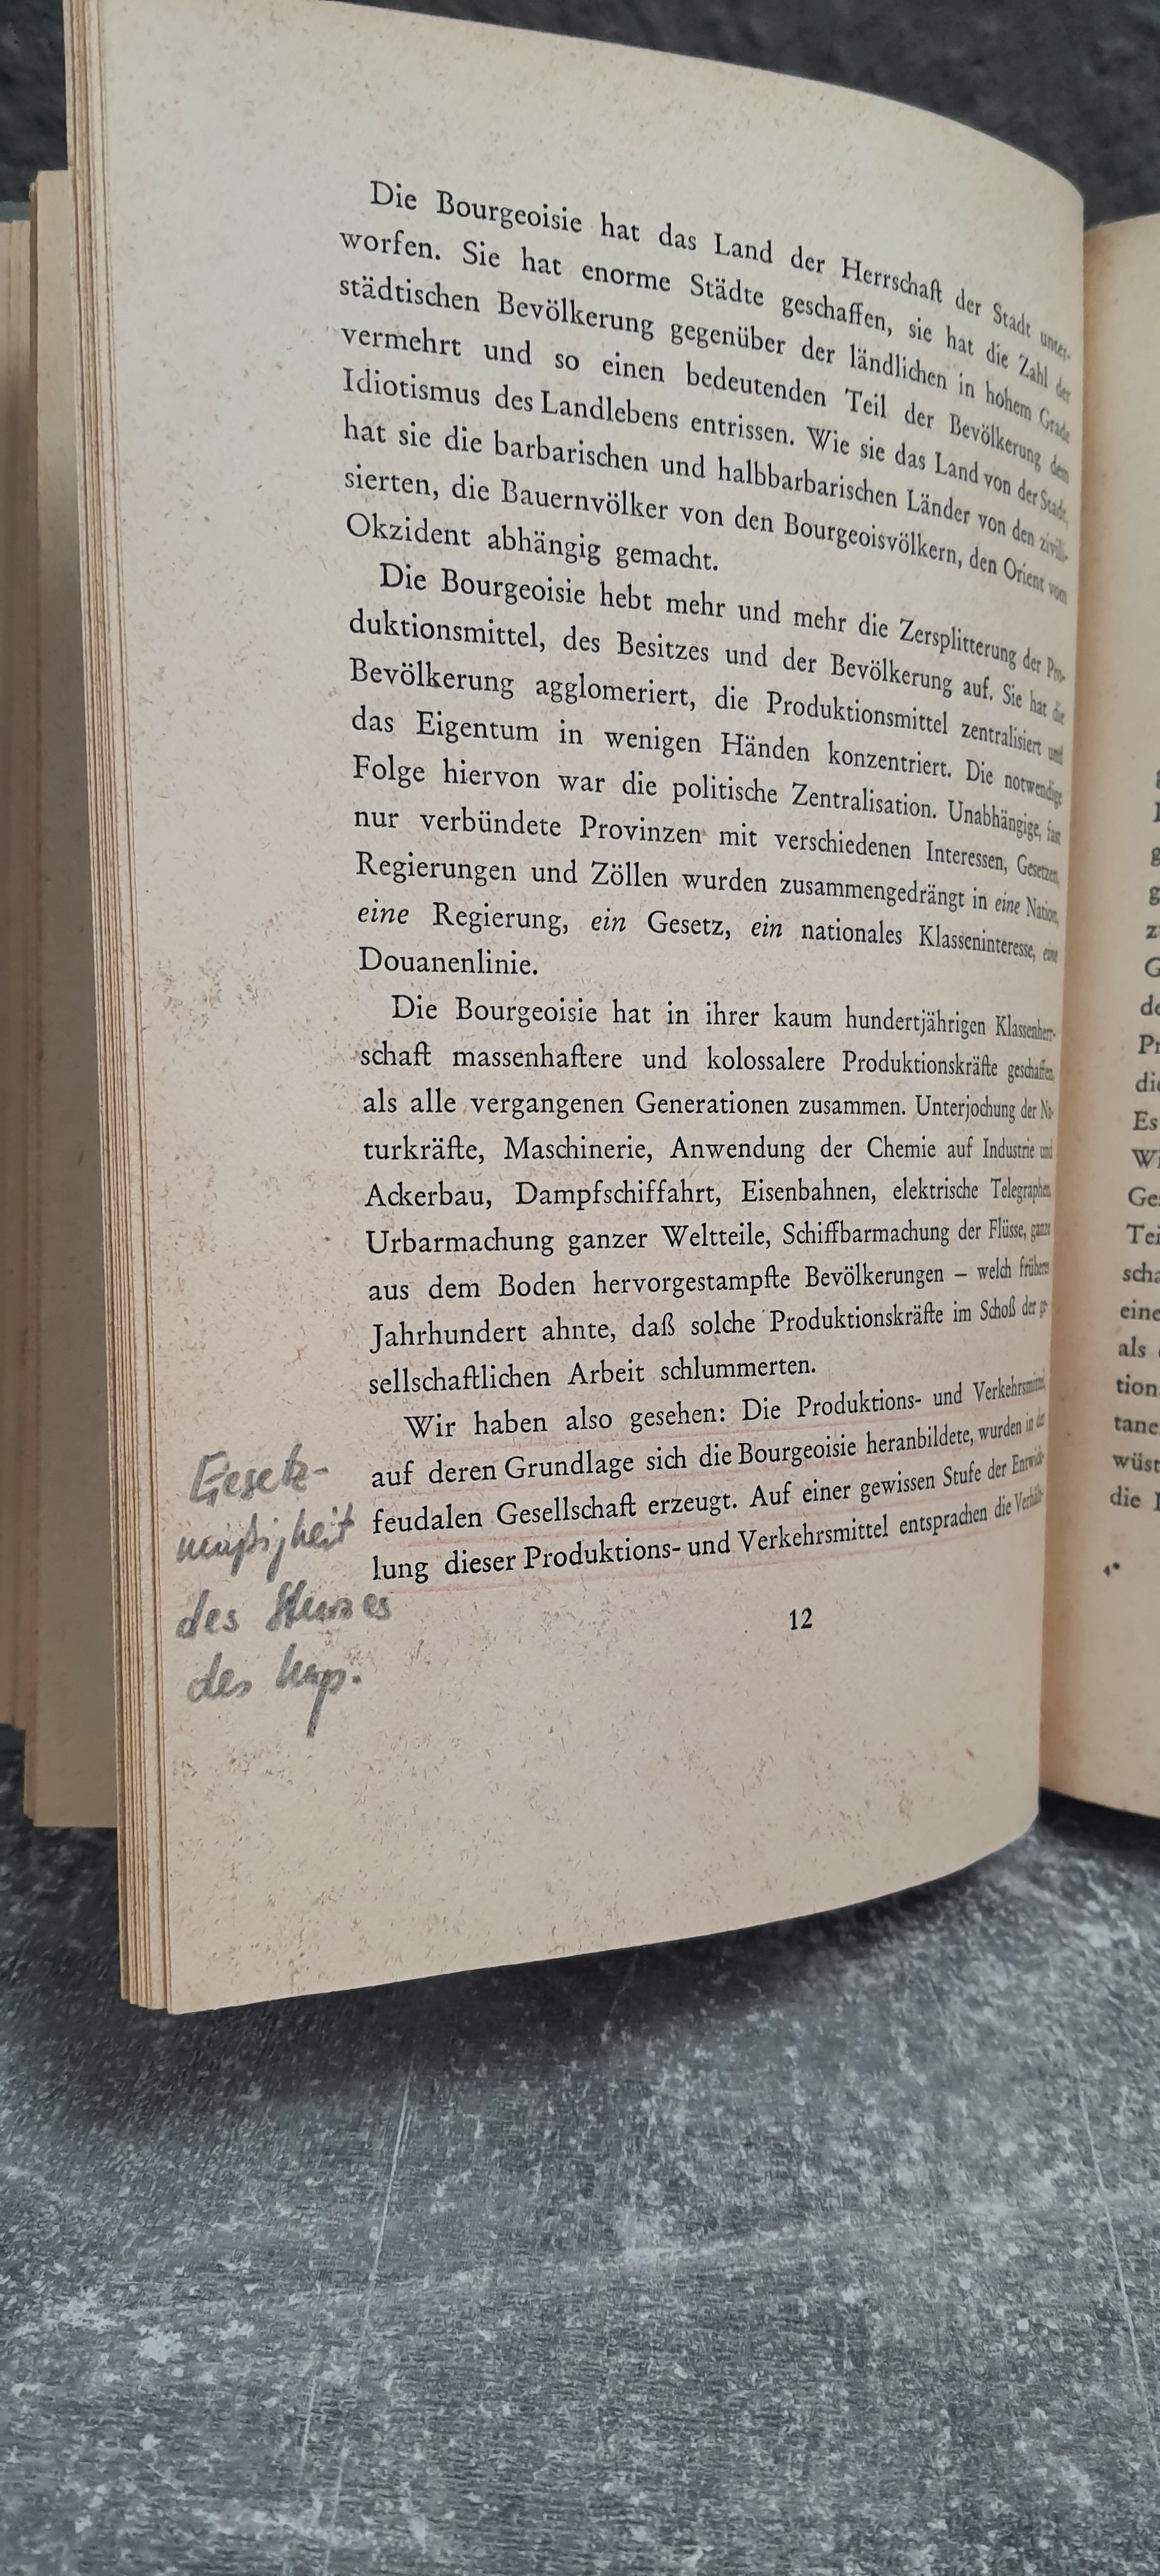 Die Bourgeoisie hat das Land der Herrschaft der Stadt unter-
worfen. Sie hat enorme Städte geschaffen, sie hat die Zahl der
städtischen Bevölkerung gegenüber der ländlichen in hohem Grade
vermehrt und so einen bedeutenden Teil der Bevölkerung dem
Idiotismus des Landlebens entrissen. Wie sie das Land von der Stadt,
hat sie die barbarischen und halbbarbarischen Länder von den zivili-
sierten, die Bauernvölker von den Bourgeoisvölkern, den Orient vom
Okzident abhängig gemacht.
Die Bourgeoisie hebt mehr und mehr die Zersplitterung der Pro-
duktionsmittel, des Besitzes und der Bevölkerung auf. Sie hat die
Bevölkerung agglomeriert, die Produktionsmittel zentralisiert und
das Eigentum in wenigen Händen konzentriert. Die notwendige
Folge hiervon war die politische Zentralisation. Unabhängige, fast
nur verbündete Provinzen mit verschiedenen Interessen, Gesetzen,
Regierungen und Zöllen wurden zusammengedrängt in eine Nation,
eine Regierung, ein Gesetz, ein nationales Klasseninteresse, eine
Douanenlinie.
Die Bourgeoisie hat in ihrer kaum hundertjährigen Klassenherr-
schaft massenhaftere und kolossalere Produktionskräfte geschaffen,
als alle vergangenen Generationen zusammen. Unterjochung der Na-
turkräfte, Maschinerie, Anwendung der Chemie auf Industrie und
Ackerbau, Dampfschiffahrt, Eisenbahnen, elektrische Telegraphen,
Urbarmachung ganzer Weltteile, Schiffbarmachung der Flüsse, ganze
aus dem Boden hervorgestampfte Bevölkerungen – welch früheres
Jahrhundert ahnte, daß solche Produktionskräfte im Schoß der ge-
sellschaftlichen Arbeit schlummerten.
Wir haben also gesehen: Die Produktions- und Verkehrsmittel,
auf deren Grundlage sich die Bourgeoisie heranbildete, wurden in der
feudalen Gesellschaft erzeugt. Auf einer gewissen Stufe der Entwick-
lung dieser Produktions- und Verkehrsmittel entsprachen die Verhält-
Gesetz-
mäßigkeit
des Sturzes
des Kap.
12
die
Es
als
tion
wüst
die